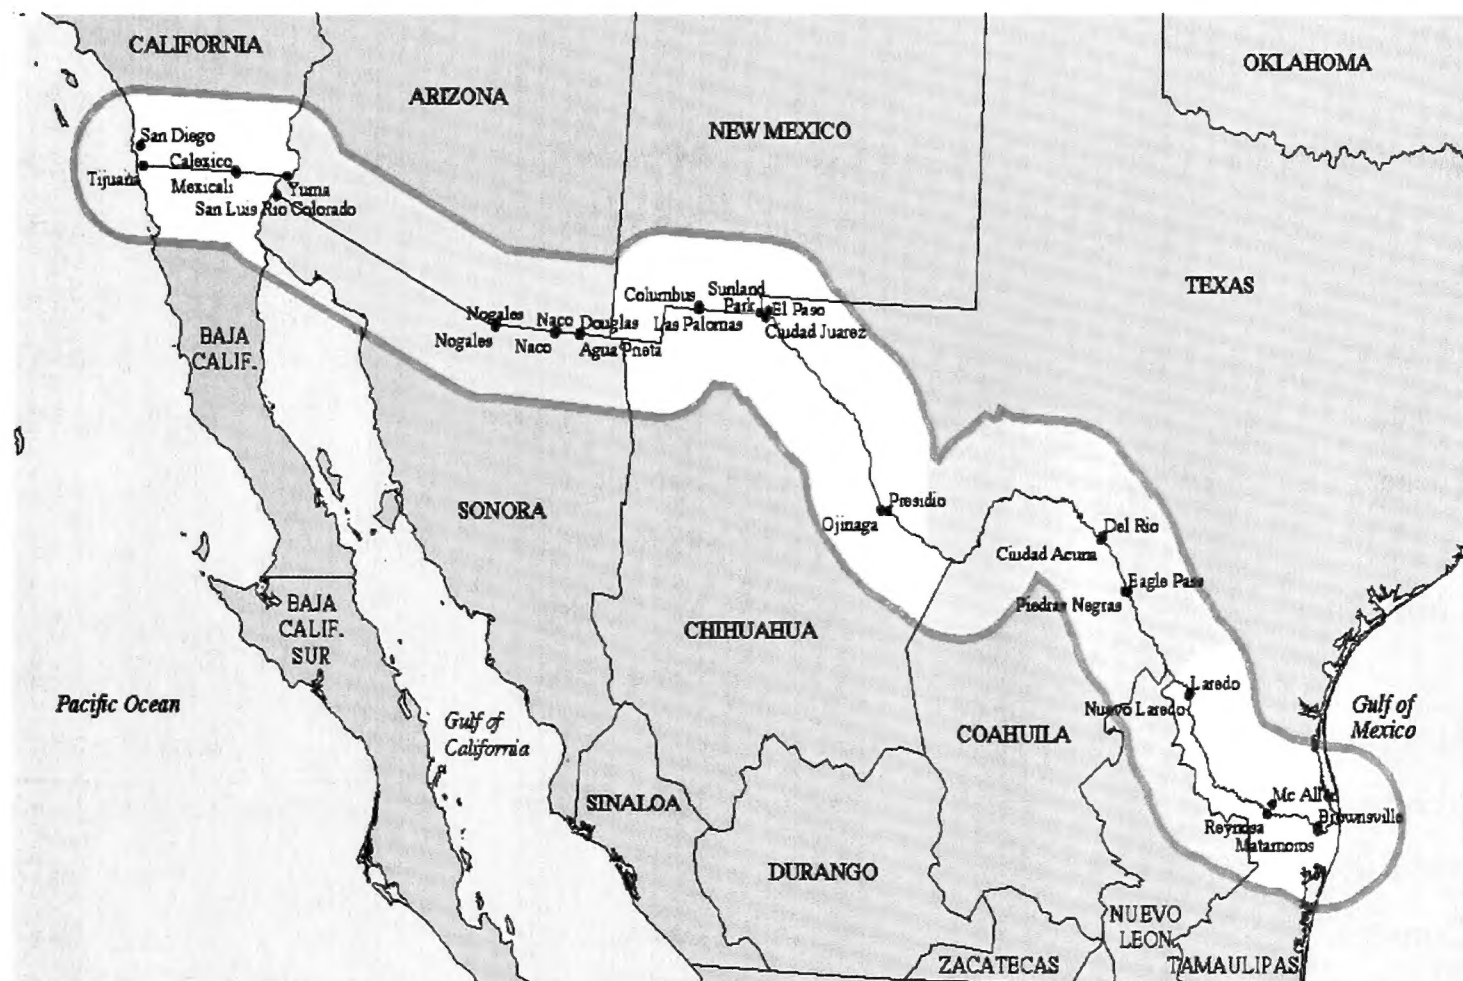 CALIFORNIA
ARIZONA
NEW MEXICO
OKLAHOMA
TEXAS
San Diego
Calexico
Tijuana
Mexicali
Yuma
San Luis Rio Colorado
Nogales
Nogales
Naco
Naco
Douglas
Agua Prieta
Columbus
Las Palomas
Sunland
Park
El Paso
Ciudad Juarez
BAJA
CALIF.
SONORA
Presidio
Ojinaga
Del Rio
Ciudad Acuna
Eagle Pass
Piedras Negras
BAJA
CALIF.
SUR
CHIHUAHUA
Pacific Ocean
Gulf of
California
Laredo
Nuevo Laredo
COAHUILA
Gulf of
Mexico
SINALOA
DURANGO
Mc Allen
Reynosa
Brownsville
Matamoros
NUEVO
LEON
ZACATECAS
TAMAULIPAS